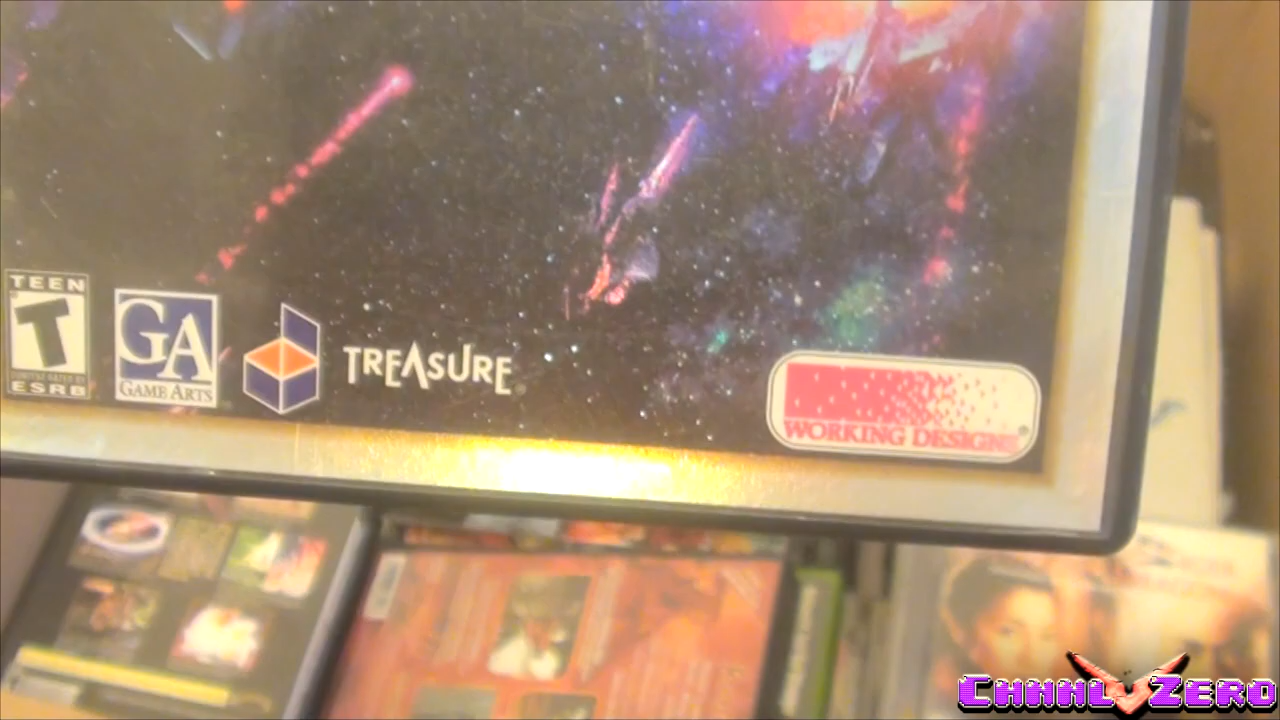 TEEN
T
ESRB
GA
GAME ARTS
TREASURE
WORKING DESIGNS
CHNNL ZERO